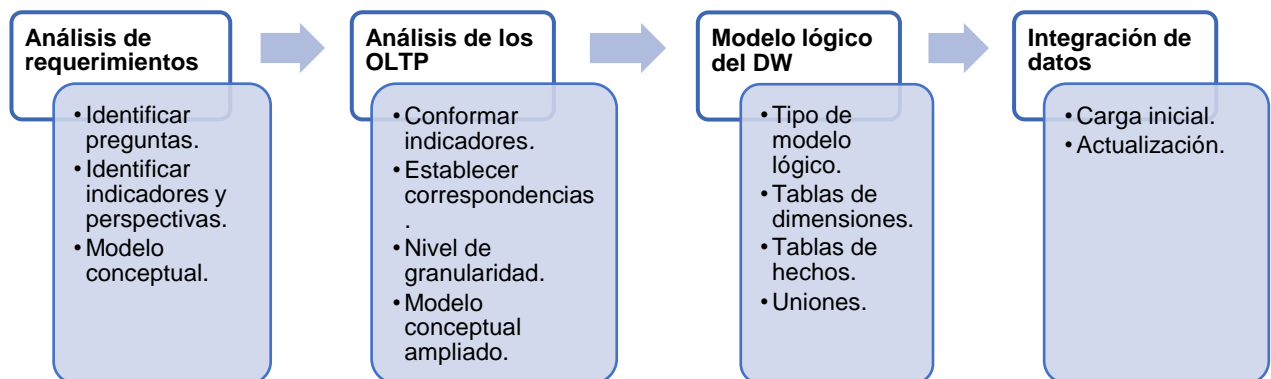 Análisis de
requerimientos
• Identificar
preguntas.
• Identificar
indicadores y
perspectivas.
• Modelo
conceptual.
Análisis de los
OLTP
• Conformar
indicadores.
• Establecer
correspondencias
.
• Nivel de
granularidad.
• Modelo
conceptual
ampliado.
Modelo lógico
del DW
• Tipo de
modelo
lógico.
• Tablas de
dimensiones.
• Tablas de
hechos.
• Uniones.
Integración de
datos
• Carga inicial.
• Actualización.